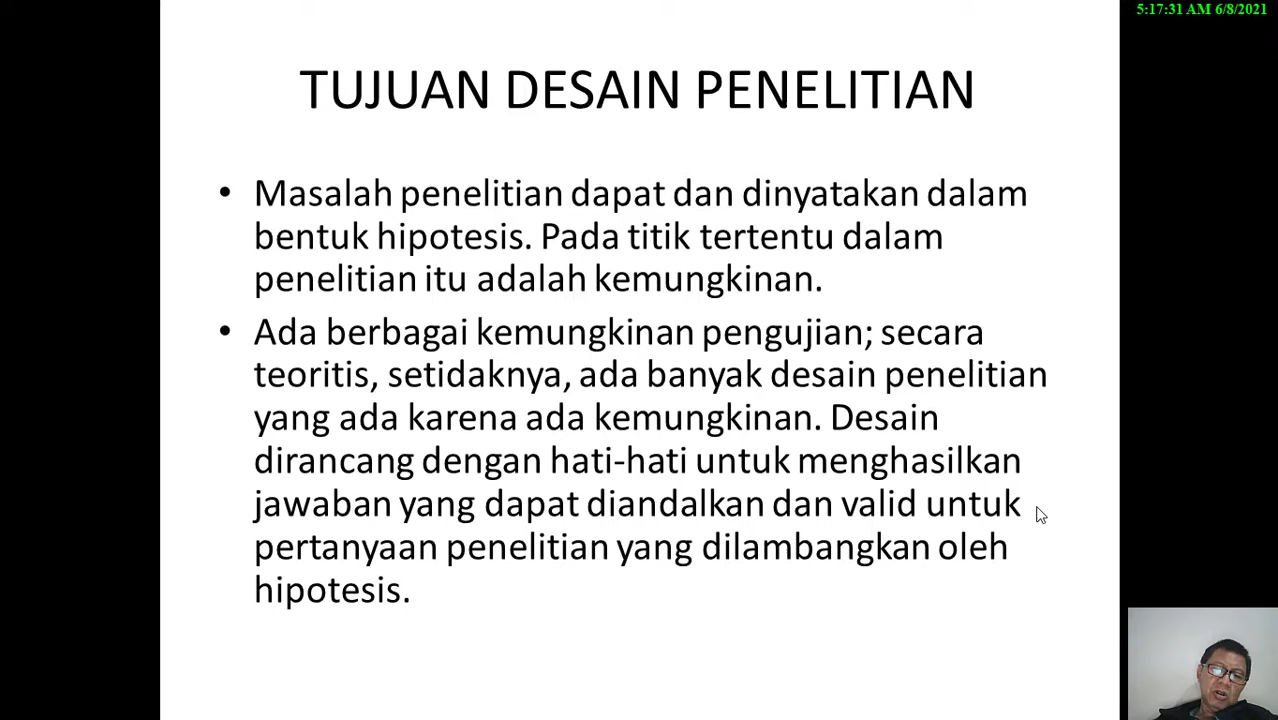 5:17:31 AM 6/8/2021
TUJUAN DESAIN PENELITIAN
• Masalah penelitian dapat dan dinyatakan dalam
bentuk hipotesis. Pada titik tertentu dalam
penelitian itu adalah kemungkinan.
• Ada berbagai kemungkinan pengujian; secara
teoritis, setidaknya, ada banyak desain penelitian
yang ada karena ada kemungkinan. Desain
dirancang dengan hati-hati untuk menghasilkan
jawaban yang dapat diandalkan dan valid untuk
pertanyaan penelitian yang dilambangkan oleh
hipotesis.